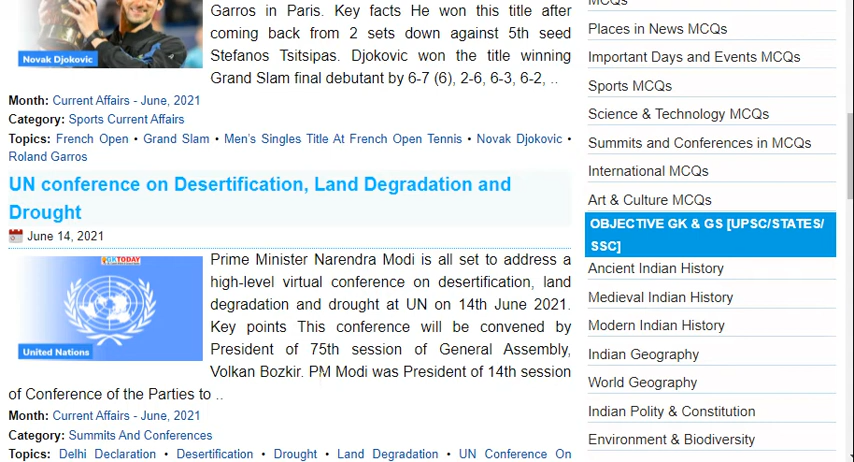 Garros in Paris. Key facts He won this title after
coming back from 2 sets down against 5th seed
Stefanos Tsitsipas. Djokovic won the title winning
Grand Slam final debutant by 6-7 (6), 2-6, 6-3, 6-2, ..
Novak Djokovic
Month: Current Affairs - June, 2021
Category: Sports Current Affairs
Topics: French Open • Grand Slam • Men's Singles Title At French Open Tennis • Novak Djokovic •
Roland Garros
UN conference on Desertification, Land Degradation and
Drought
June 14, 2021
GKTODAY
United Nations
Prime Minister Narendra Modi is all set to address a
high-level virtual conference on desertification, land
degradation and drought at UN on 14th June 2021.
Key points This conference will be convened by
President of 75th session of General Assembly,
Volkan Bozkir. PM Modi was President of 14th session
of Conference of the Parties to ..
Month: Current Affairs - June, 2021
Category: Summits And Conferences
Topics: Delhi Declaration • Desertification • Drought • Land Degradation • UN Conference On
MCQs
Places in News MCQs
Important Days and Events MCQs
Sports MCQs
Science & Technology MCQs
Summits and Conferences in MCQs
International MCQs
Art & Culture MCQs
OBJECTIVE GK & GS [UPSC/STATES/
SSC]
Ancient Indian History
Medieval Indian History
Modern Indian History
Indian Geography
World Geography
Indian Polity & Constitution
Environment & Biodiversity